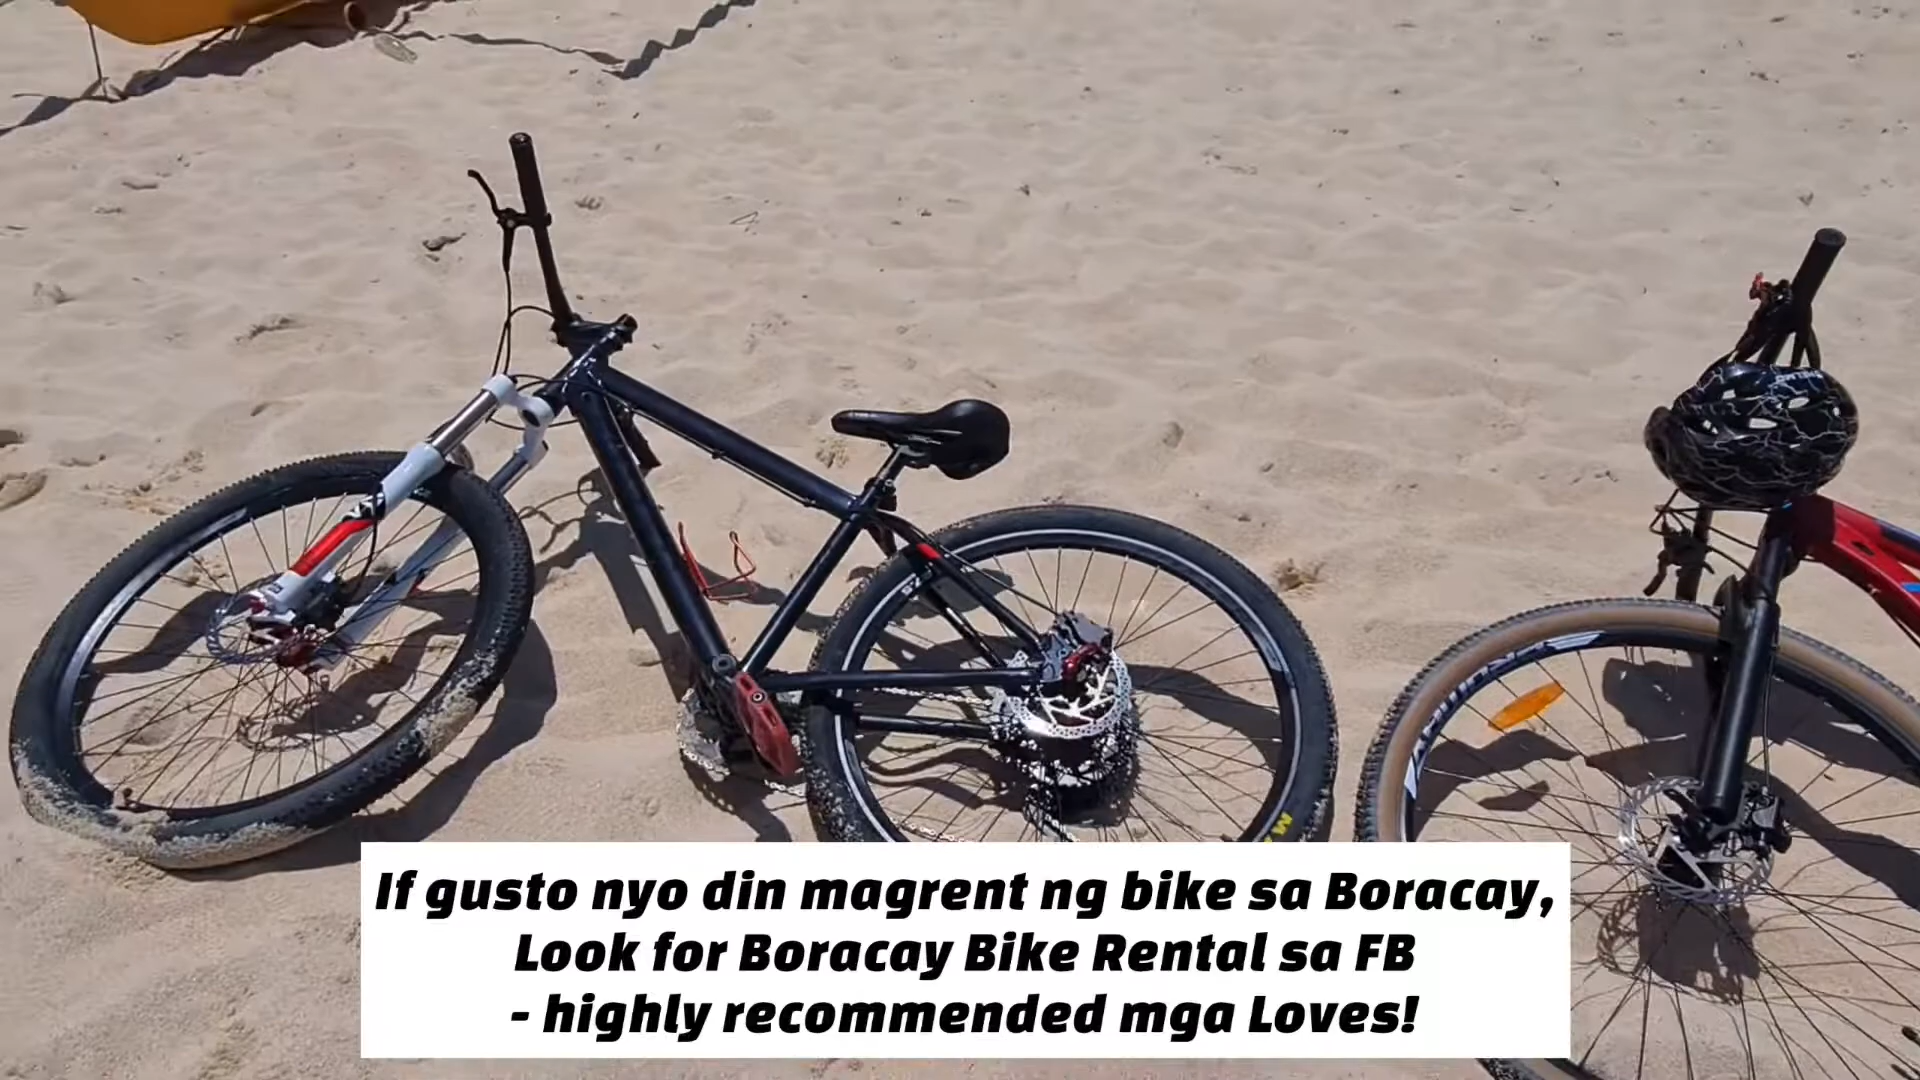 If gusto nyo din magrent ng bike sa Boracay,
Look for Boracay Bike Rental sa FB
- highly recommended mga Loves!